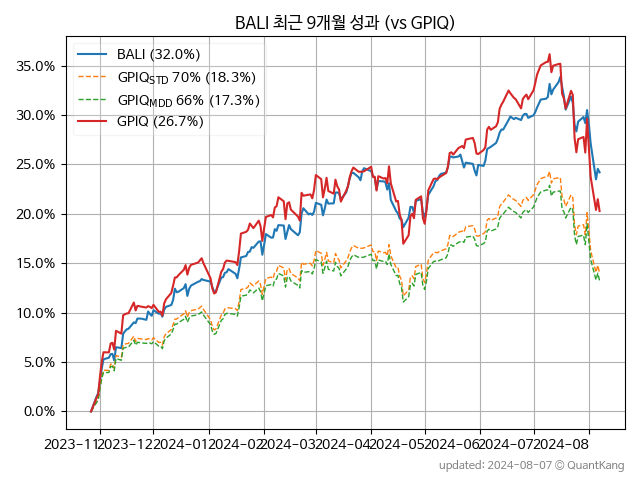 BALI 최근 9개월 성과 (vs GPIQ)
BALI (32.0%)
GPIQSTD 70% (18.3%)
GPIQMDD 66% (17.3%)
GPIQ (26.7%)
35.0%
30.0%
25.0%
20.0%
15.0%
10.0%
5.0%
0.0%
2023-11 2023-12 2024-01 2024-02 2024-03 2024-04 2024-05 2024-06 2024-07 2024-08
updated: 2024-08-07 © QuantKang